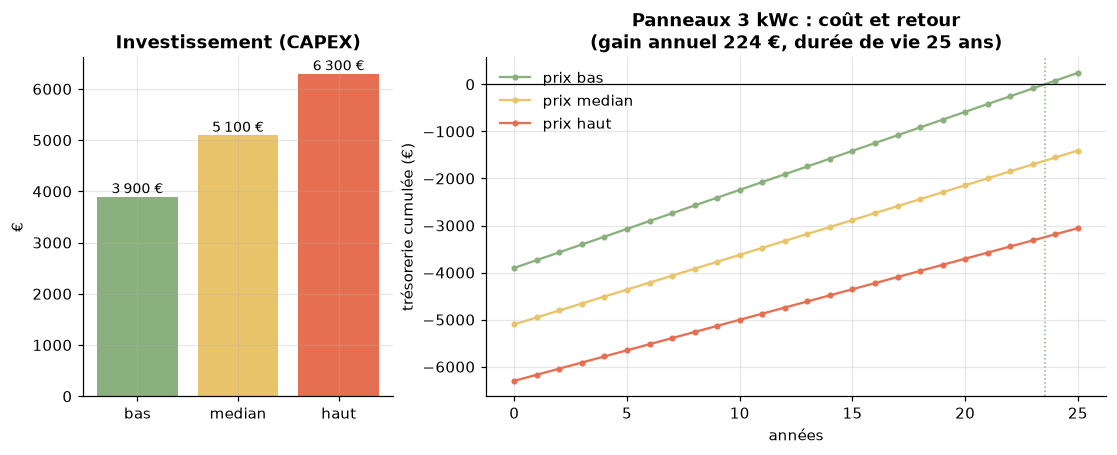 Investissement (CAPEX)
6 300 €
5 100 €
3 900 €
€
6000
5000
4000
3000
2000
1000
0
bas
median
haut
Panneaux 3 kWc : coût et retour
(gain annuel 224 €, durée de vie 25 ans)
prix bas
prix median
prix haut
trésorerie cumulée (€)
0
−1000
−2000
−3000
−4000
−5000
−6000
0
5
10
15
20
25
années